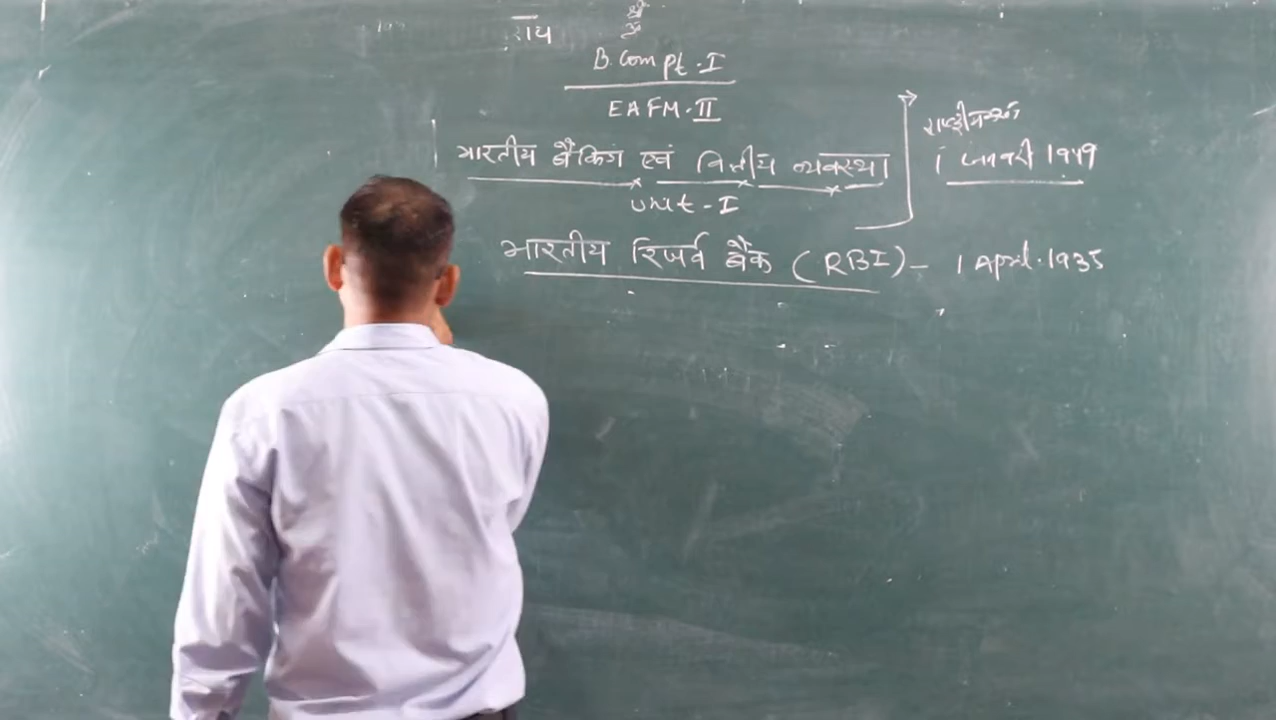 श्री
B.Com pt.I
EAFM.II
भारतीय बैंकिंग एवं वित्तीय व्यवस्था
Unit-I
राष्ट्रीयकरण
1 जनवरी 1949
भारतीय रिजर्व बैंक (RBI)- 1 April.1935